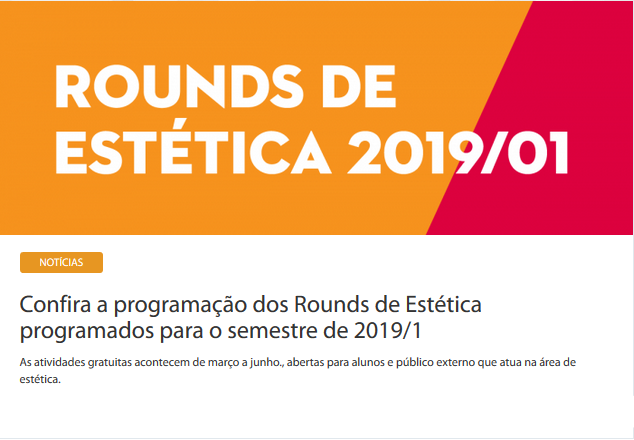 ROUNDS DE
ESTÉTICA 2019/01
NOTÍCIAS
Confira a programação dos Rounds de Estética
programados para o semestre de 2019/1
As atividades gratuitas acontecem de março a junho., abertas para alunos e público externo que atua na área de
estética.